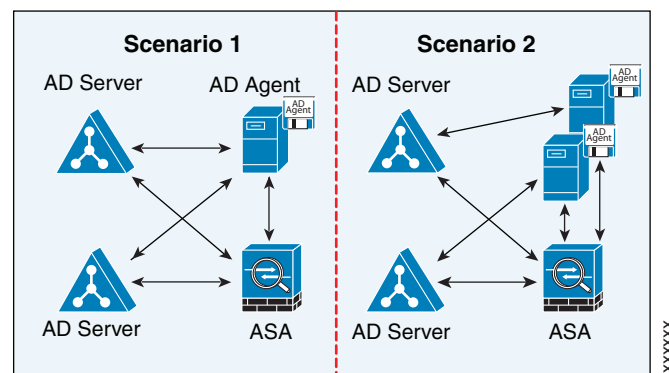 Scenario 1
Scenario 2
AD Server
AD Agent
AD Server
AD
Agent
AD
Agent
AD
Agent
AD Server
ASA
AD Server
ASA
XXXXXX